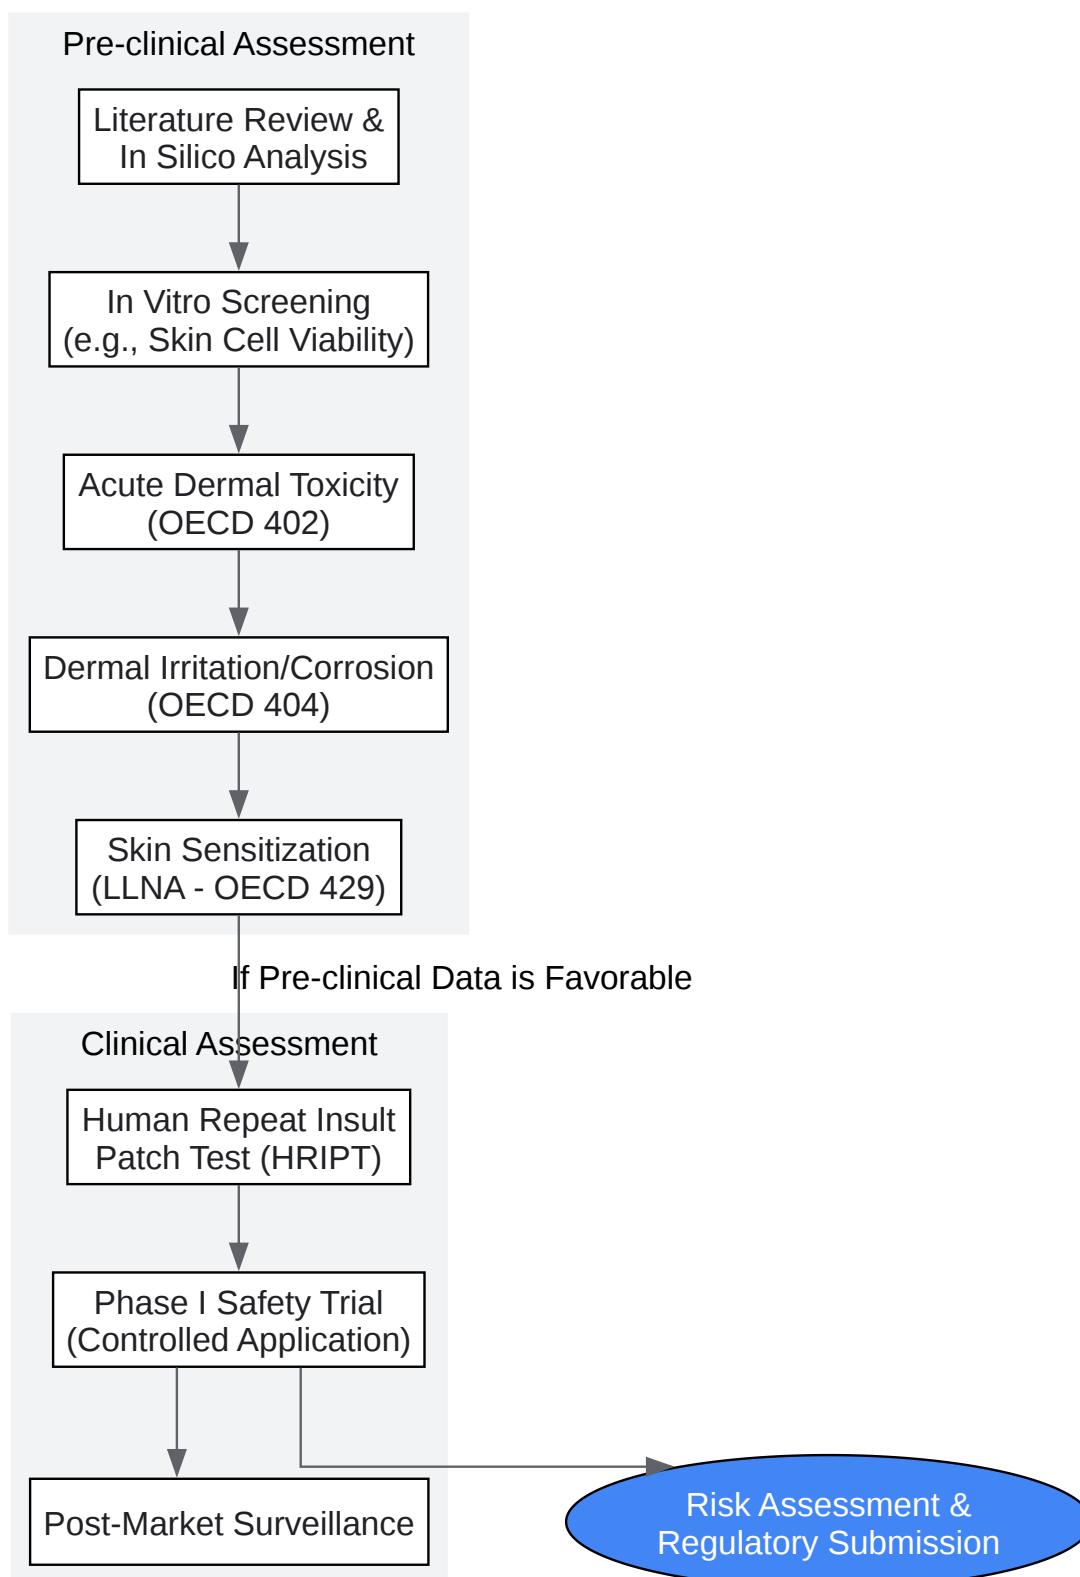 Pre-clinical Assessment
Literature Review &
In Silico Analysis
In Vitro Screening
(e.g., Skin Cell Viability)
Acute Dermal Toxicity
(OECD 402)
Dermal Irritation/Corrosion
(OECD 404)
Skin Sensitization
(LLNA - OECD 429)
If Pre-clinical Data is Favorable
Clinical Assessment
Human Repeat Insult
Patch Test (HRIPT)
Phase I Safety Trial
(Controlled Application)
Post-Market Surveillance
Risk Assessment &
Regulatory Submission